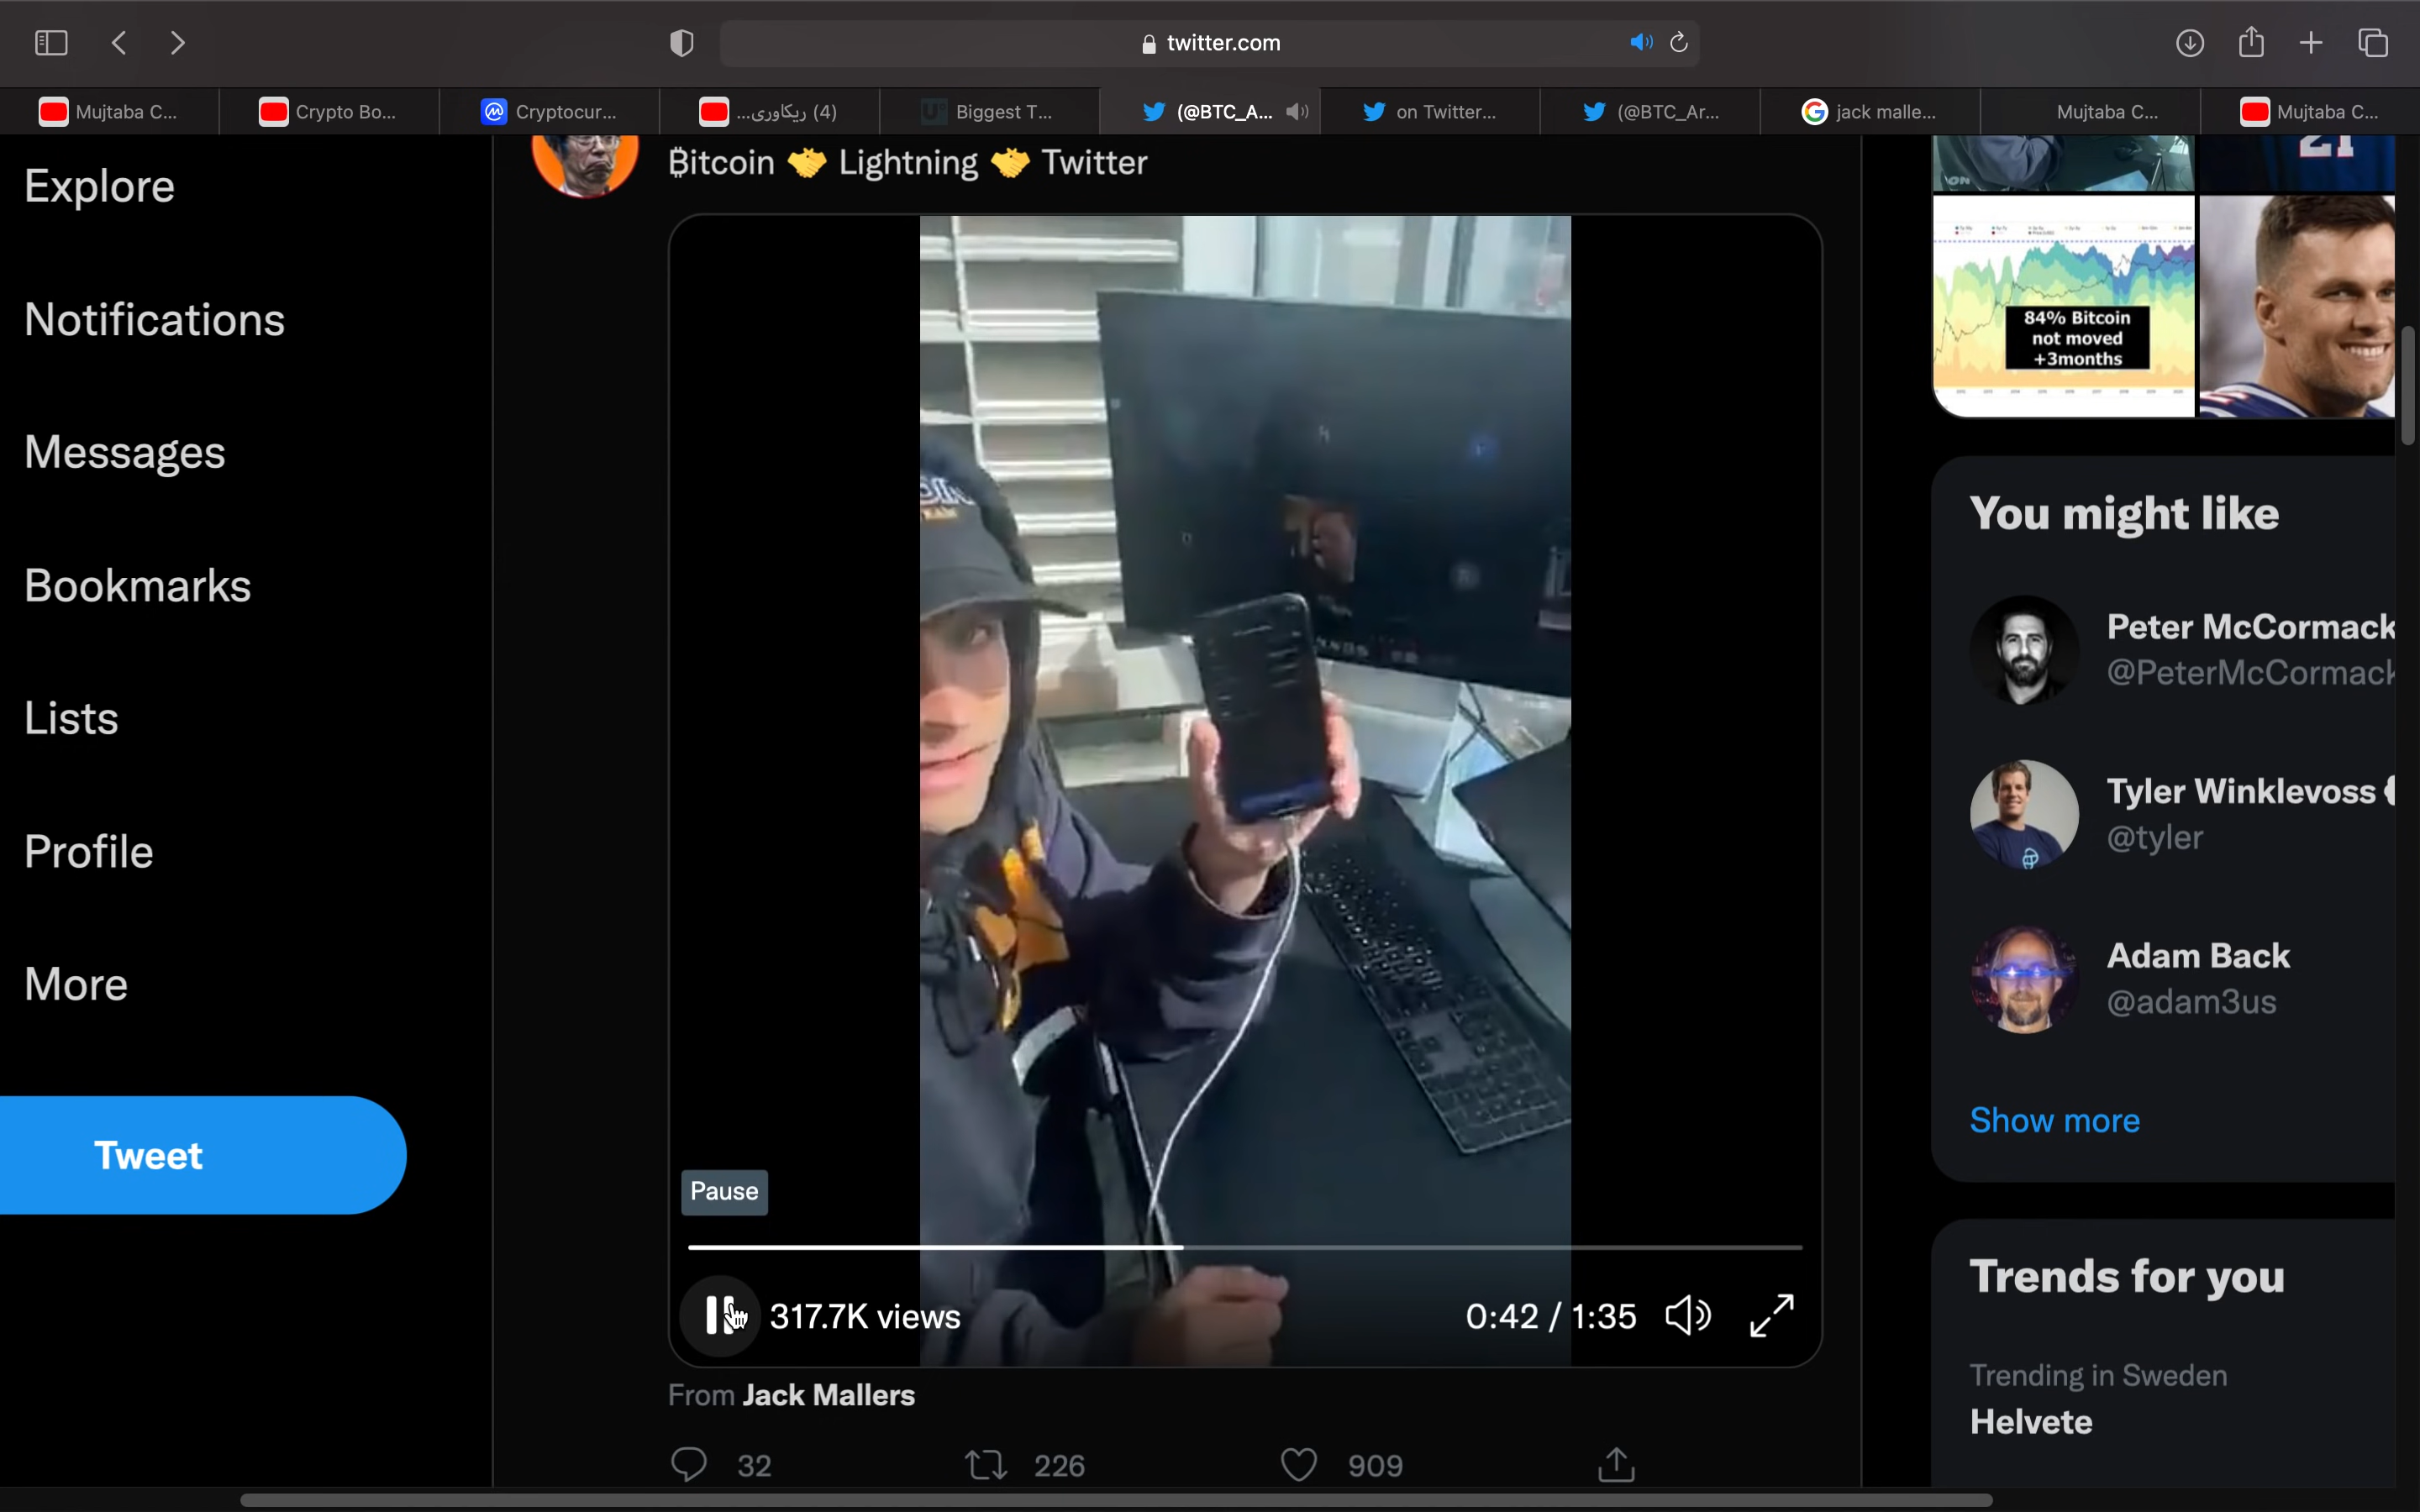 twitter.com
Mujtaba C...
Crypto Bo...
Cryptocur...
(4) ریکاوری...
Biggest T...
(@BTC_A...
on Twitter...
(@BTC_Ar...
jack malle...
Mujtaba C...
Mujtaba C...
Explore
Notifications
Messages
Bookmarks
Lists
Profile
More
Tweet
₿itcoin 🤝 Lightning 🤝 Twitter
Pause
317.7K views
0:42 / 1:35
From Jack Mallers
32
226
909
21
84% Bitcoin
not moved
+3months
You might like
Peter McCormack
@PeterMcCormack
Tyler Winklevoss
@tyler
Adam Back
@adam3us
Show more
Trends for you
Trending in Sweden
Helvete